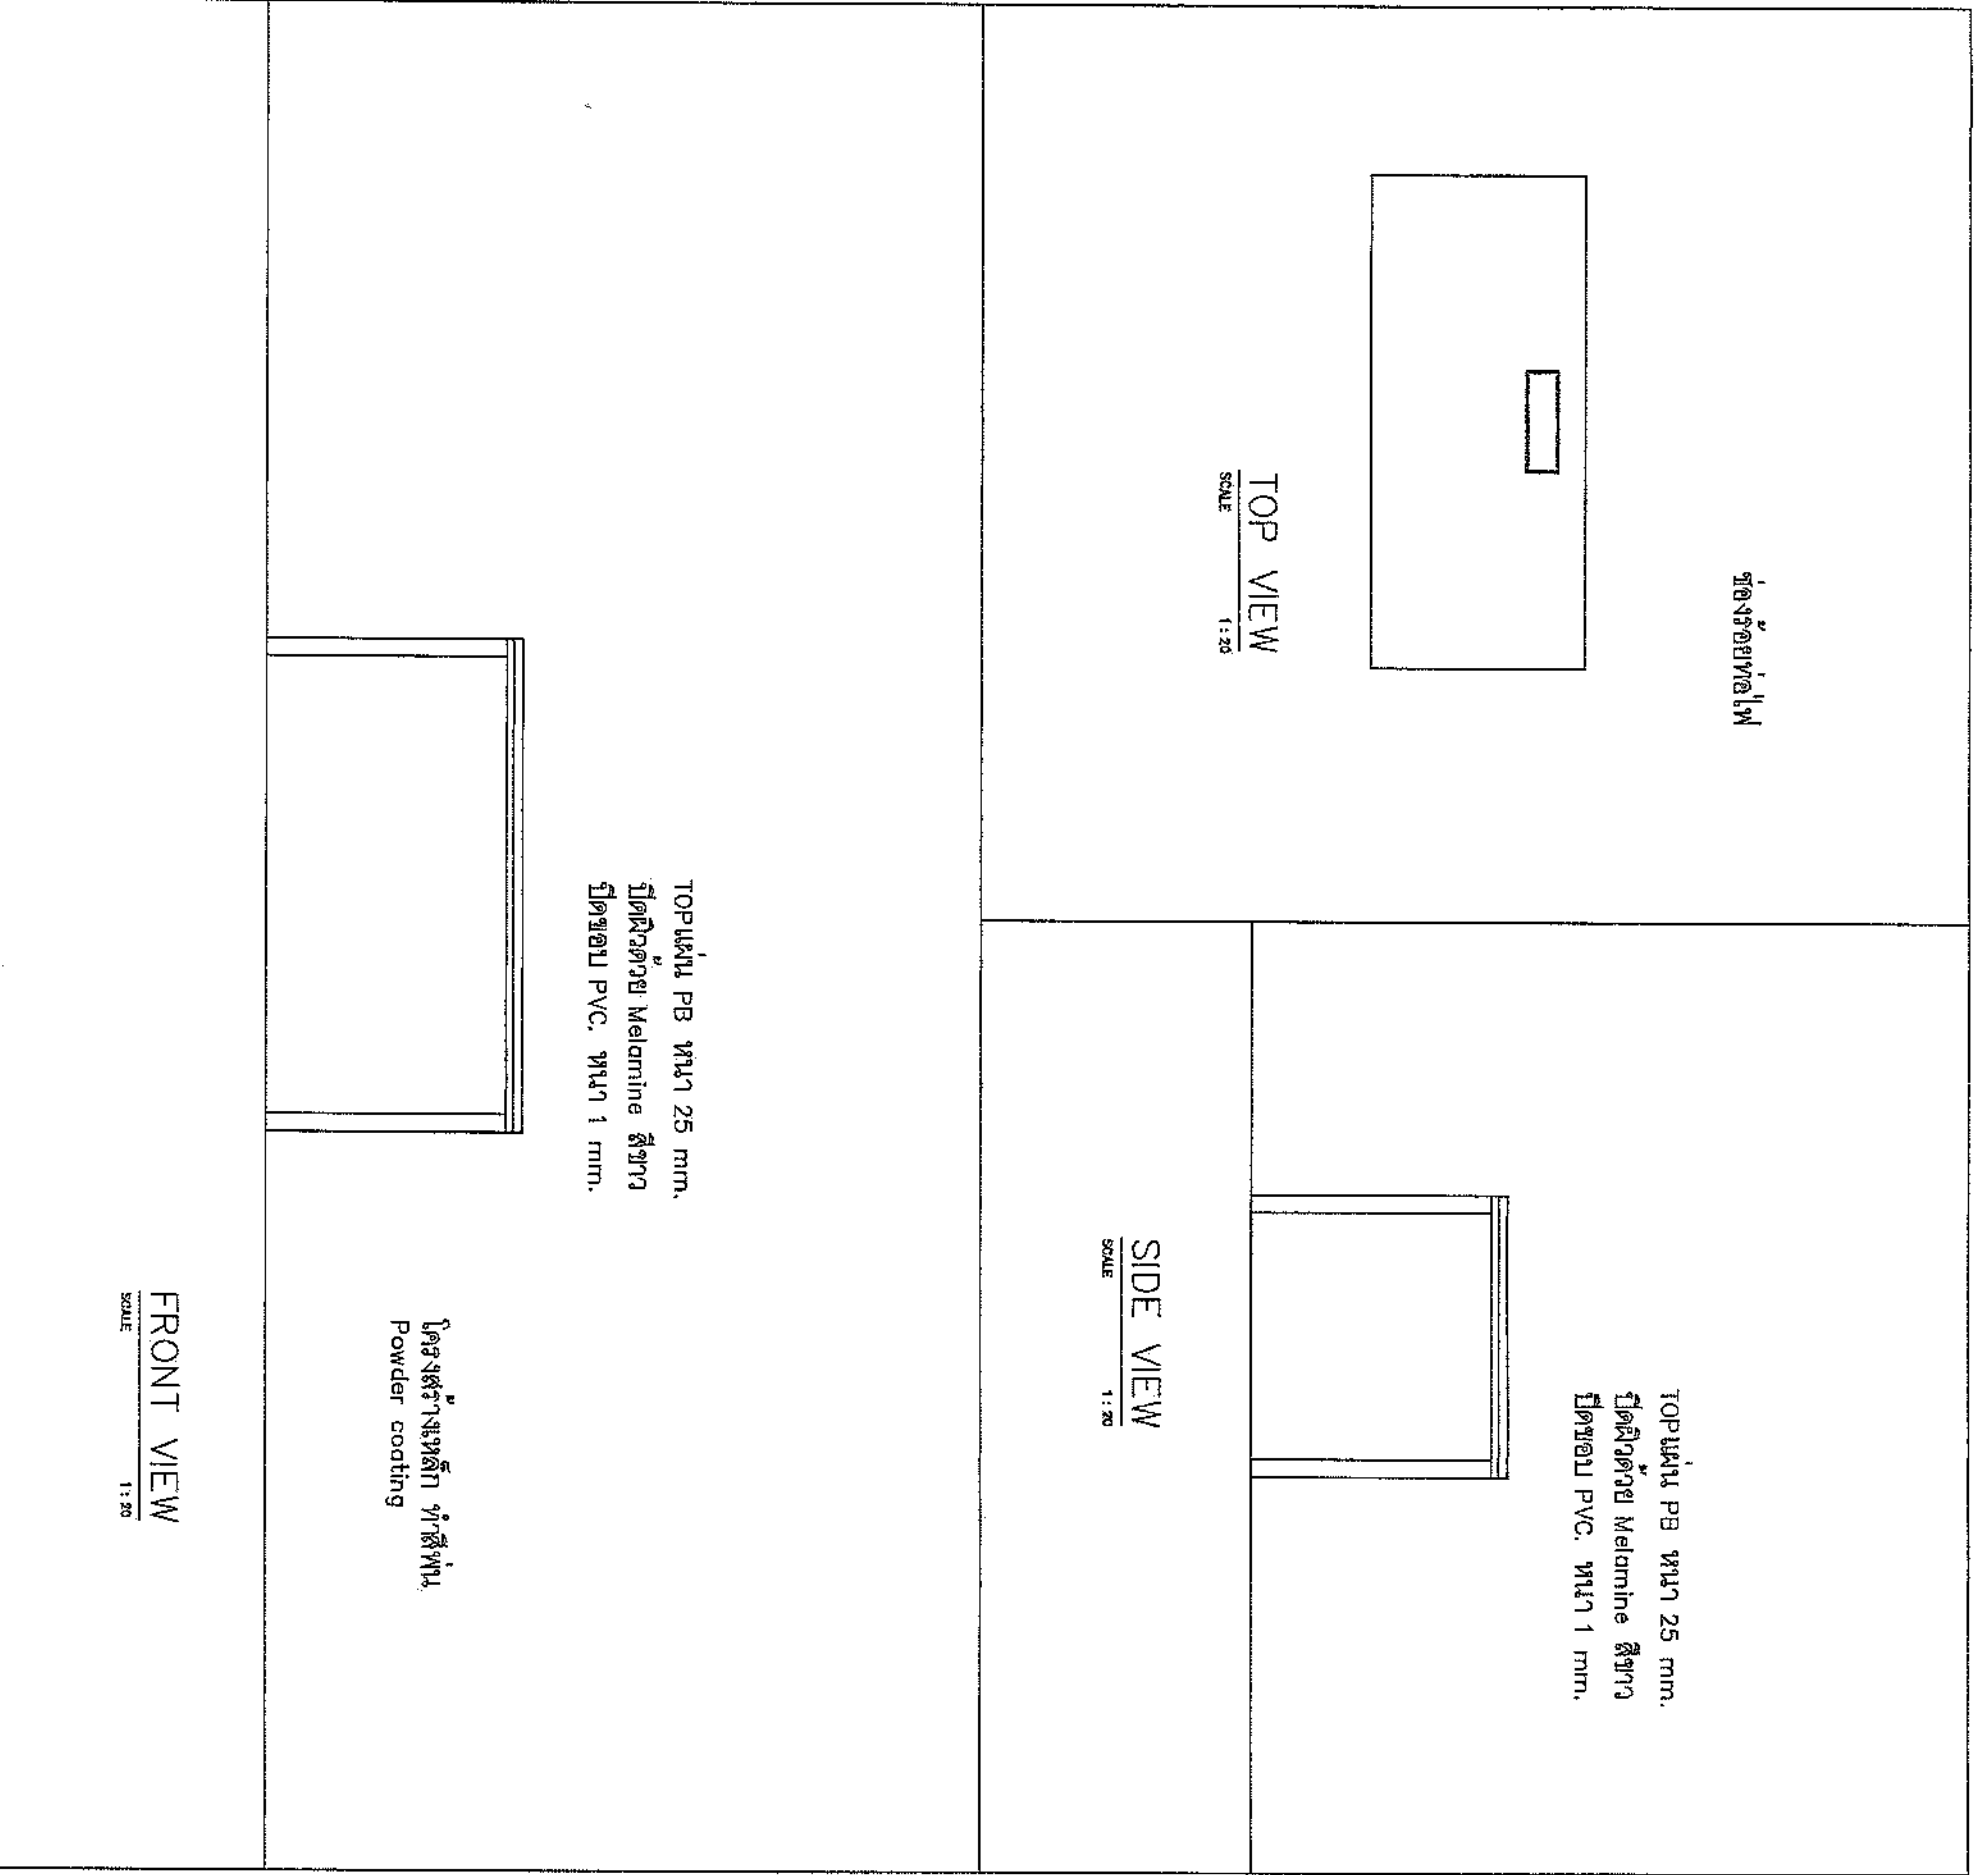 ช่องร้อยท่อไฟ
TOP VIEW
SCALE 1 : 20
TOPแผ่น PB หนา 25 mm.
ปิดผิวด้วย Melamine สีขาว
ปิดขอบ PVC. หนา 1 mm.
SIDE VIEW
SCALE 1 : 20
TOPแผ่น PB หนา 25 mm.
ปิดผิวด้วย Melamine สีขาว
ปิดขอบ PVC. หนา 1 mm.
โครงสร้างเหล็ก ทำสีพ่น
Powder coating
FRONT VIEW
SCALE 1 : 20